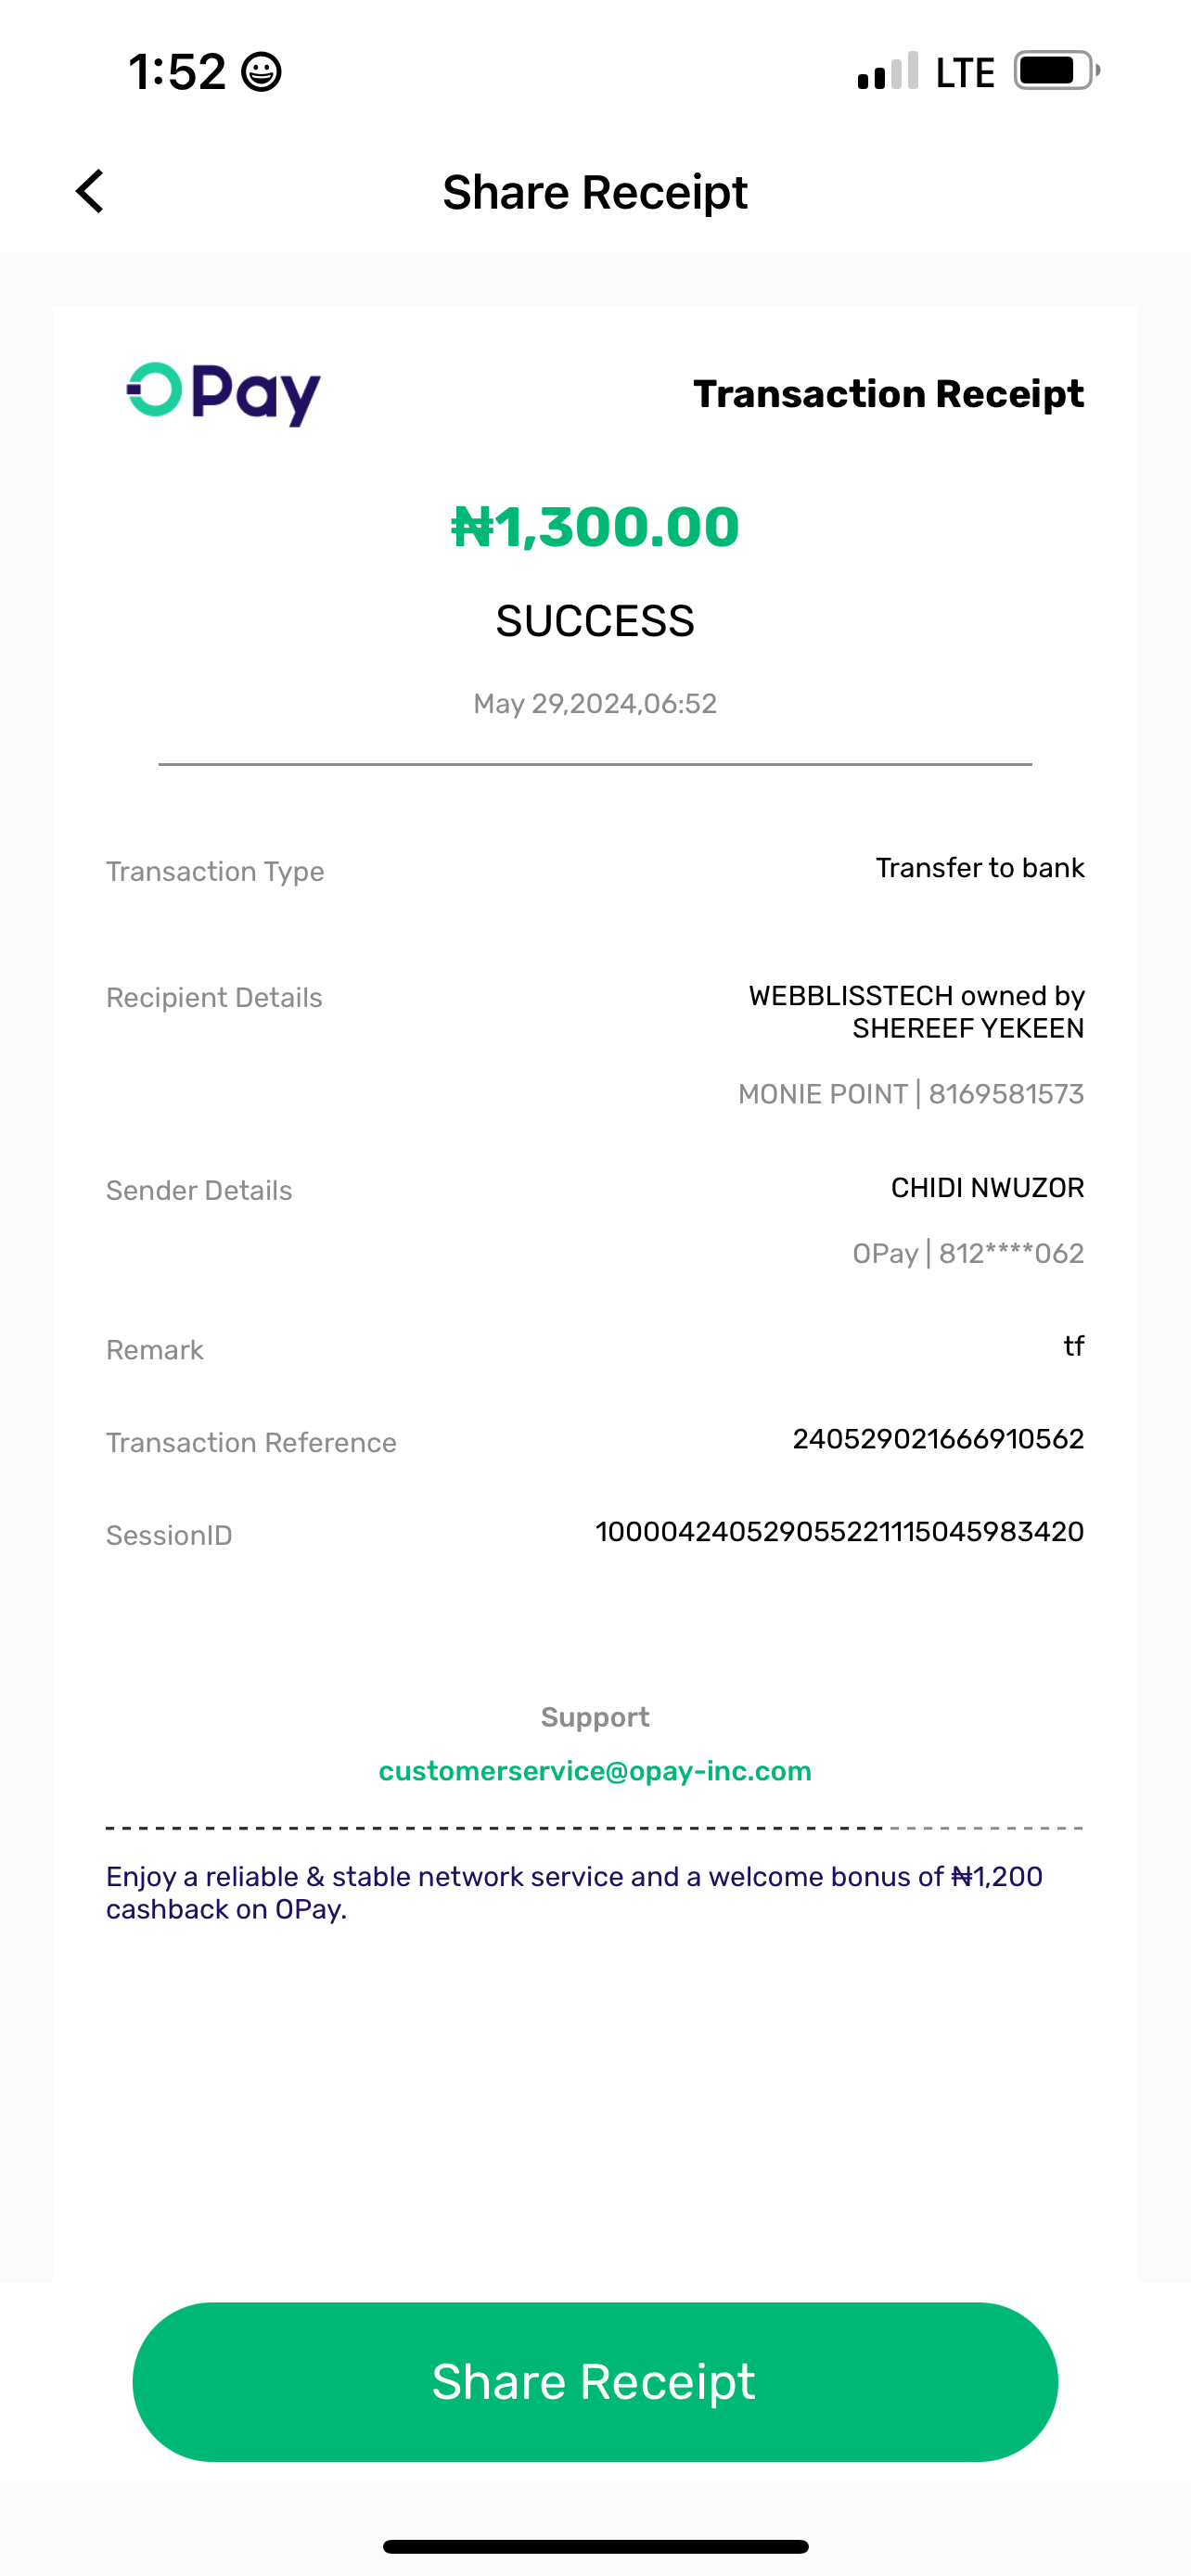 1:52
LTE
Share Receipt
OPay
Transaction Receipt
₦1,300.00
SUCCESS
May 29,2024,06:52
Transaction Type
Transfer to bank
Recipient Details
WEBBLISSTECH owned by
SHEREEF YEKEEN
MONIE POINT | 8169581573
Sender Details
CHIDI NWUZOR
OPay | 812****062
Remark
tf
Transaction Reference
240529021666910562
SessionID
100004240529055221115045983420
Support
customerservice@opay-inc.com
Enjoy a reliable & stable network service and a welcome bonus of ₦1,200
cashback on OPay.
Share Receipt